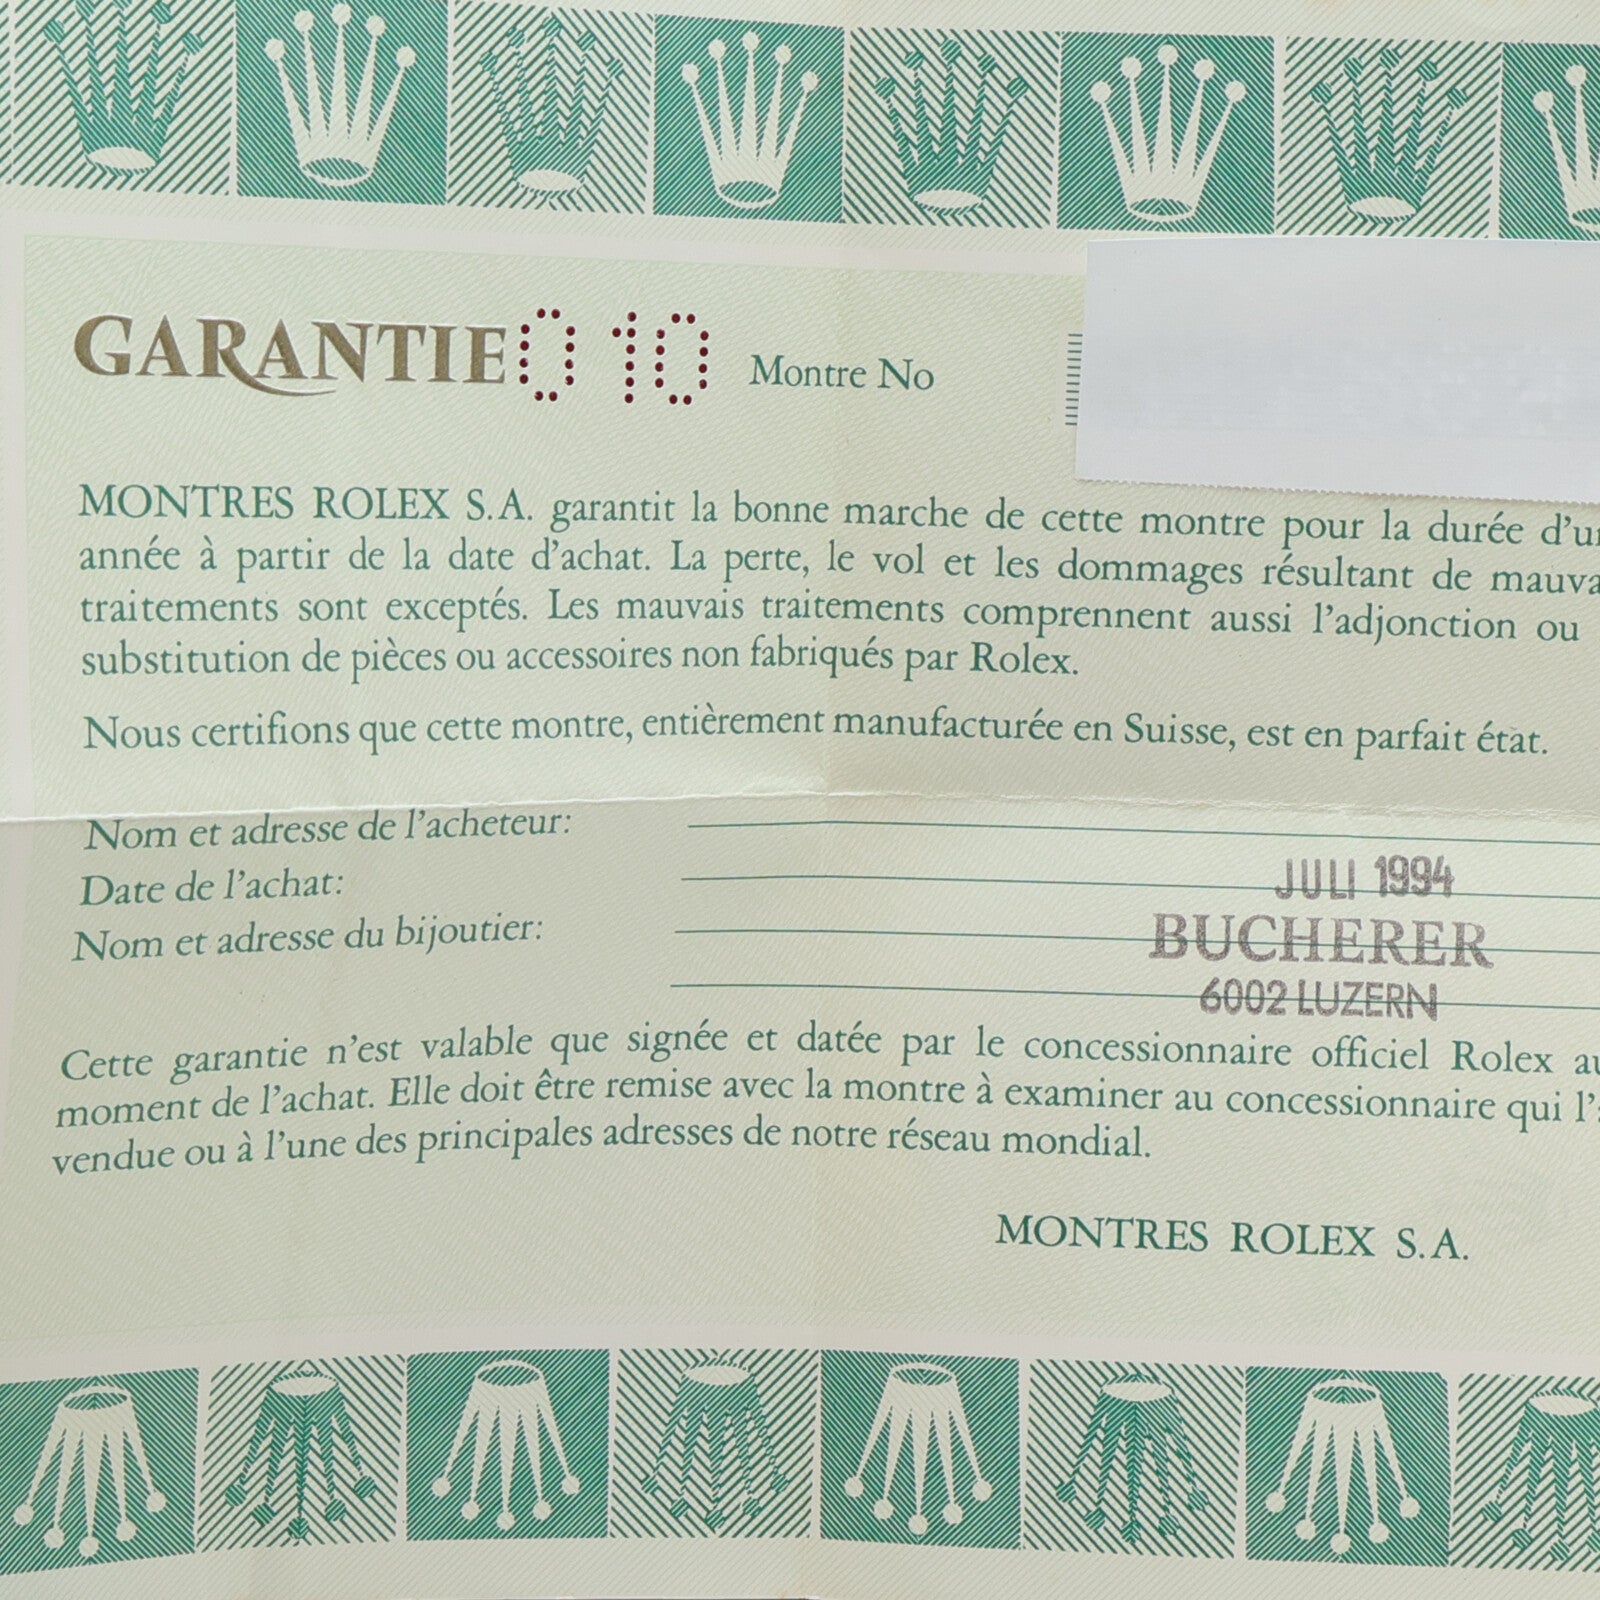 GARANTIE 010 Montre No
MONTRES ROLEX S.A. garantit la bonne marche de cette montre pour la durée d'un
année à partir de la date d'achat. La perte, le vol et les dommages résultant de mauva
traitements sont exceptés. Les mauvais traitements comprennent aussi l'adjonction ou
substitution de pièces ou accessoires non fabriqués par Rolex.
Nous certifions que cette montre, entièrement manufacturée en Suisse, est en parfait état.
Nom et adresse de l'acheteur:
Date de l'achat: JULI 1994
Nom et adresse du bijoutier: BUCHERER
6002 LUZERN
Cette garantie n'est valable que signée et datée par le concessionnaire officiel Rolex au
moment de l'achat. Elle doit être remise avec la montre à examiner au concessionnaire qui l'
vendue ou à l'une des principales adresses de notre réseau mondial.
MONTRES ROLEX S.A.